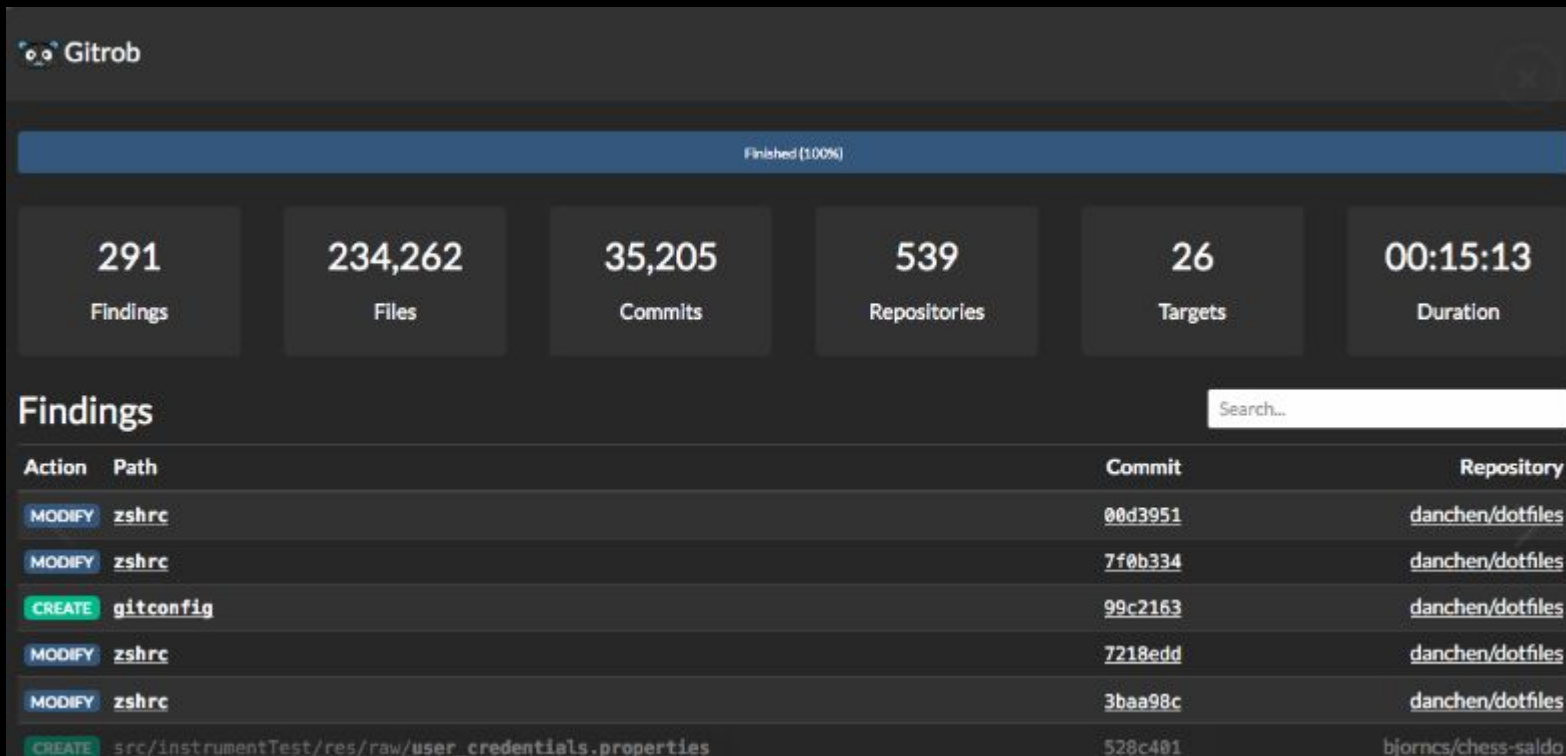 Gitrob
Finished (100%)
291 234,262 35,205 539 26 00:15:13
Findings Files Commits Repositories Targets Duration
Findings Search...
Action Path Commit Repository
MODIFY zshrc 00d3951 danchen/dotfiles
MODIFY zshrc 7f0b334 danchen/dotfiles
CREATE gitconfig 99c2163 danchen/dotfiles
MODIFY zshrc 7218edd danchen/dotfiles
MODIFY zshrc 3baa98c danchen/dotfiles
CREATE src/instrumentTest/res/raw/user_credentials.properties 528c401 bjorncs/chess-saldo